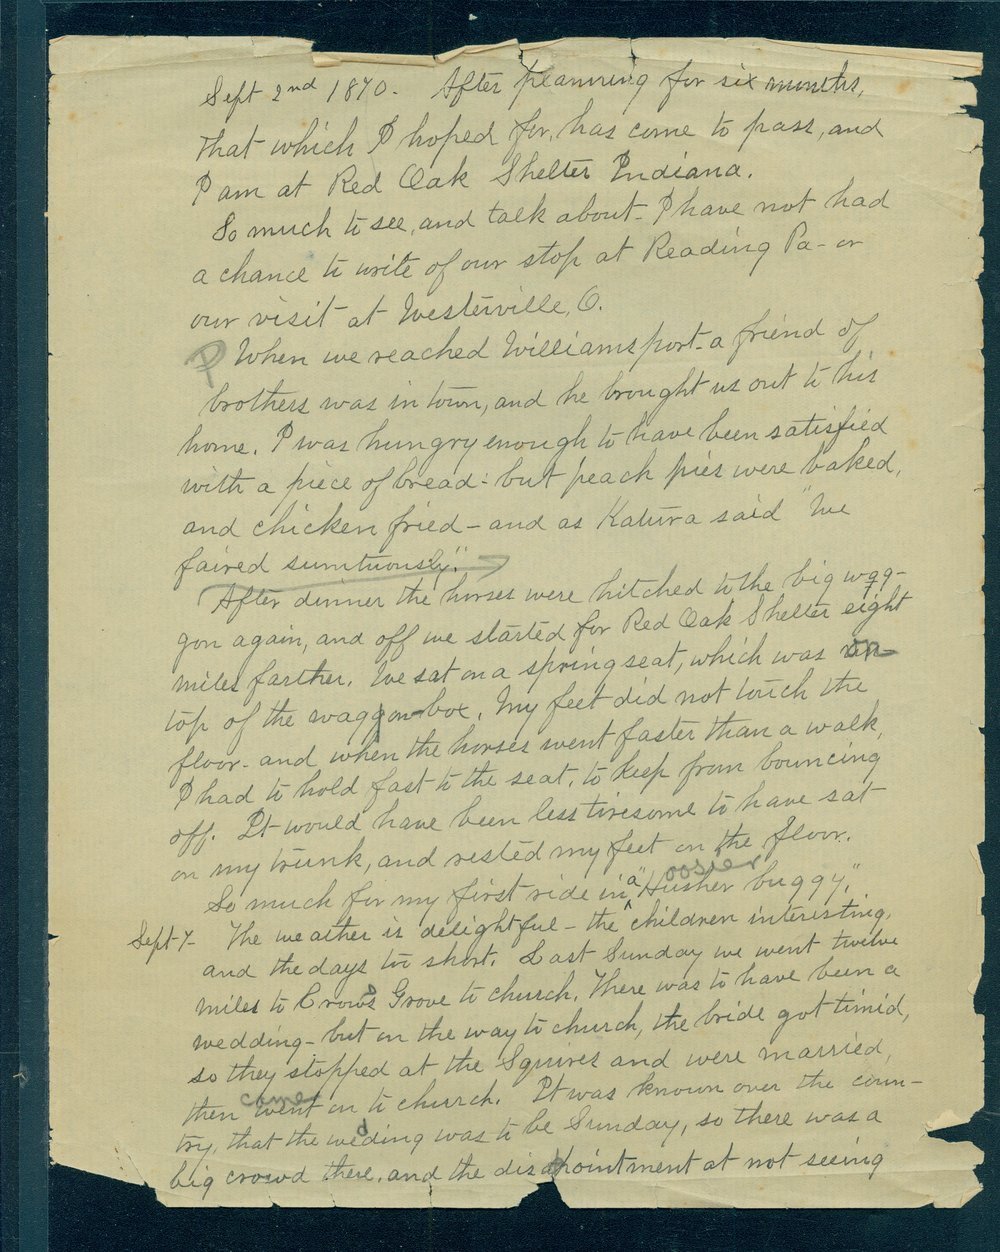 Sept 2nd 1870. After planning for six months,
that which I hoped for, has come to pass, and
I am at Red Oak Shelter Indiana.
So much to see, and talk about - I have not had
a chance to write of our stop at Reading Pa - or
our visit at Westerville, O.
P When we reached Williamsport - a friend of
brothers was in town, and he brought us out to his
home. I was hungry enough to have been satisfied
with a piece of bread - but peach pies were baked,
and chicken fried - and as Katura said "We
faired sumtuously."
After dinner the horses were hitched to the big wag-
gon again, and off we started for Red Oak Shelter eight
miles farther. We sat on a spring seat, which was on
top of the waggon-box. My feet did not touch the
floor - and when the horses went faster than a walk,
I had to hold fast to the seat, to keep from bouncing
off. It would have been less tiresome to have sat
on my trunk, and rested my feet on the floor.
oosier
So much for my first ride in a "Husher buggy".
Sept 7 - The weather is delightful - the children interesting,
and the days too short. Last Sunday we went twelve
miles to Crows Grove to church. There was to have been a
wedding - but on the way to church, the bride got timid,
so they stopped at the Squires and were married,
came
then went on to church. It was known over the coun-
try, that the wedding was to be Sunday, so there was a
big crowd there, and the disapointment at not seeing